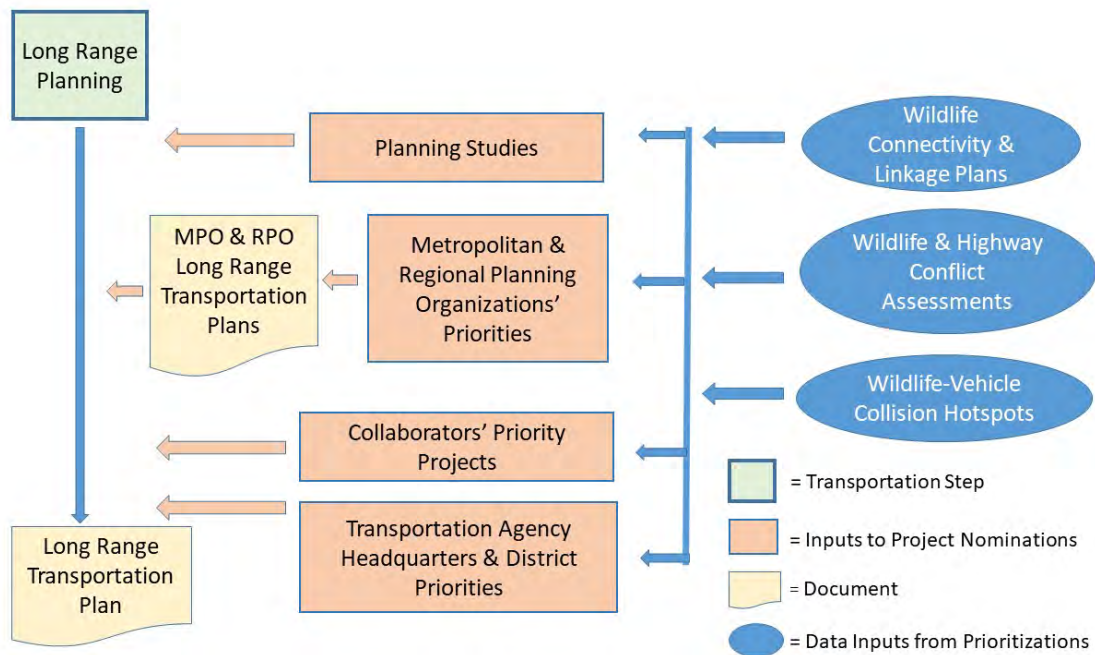 Long Range
Planning
Planning Studies
Wildlife
Connectivity &
Linkage Plans
MPO & RPO
Long Range
Transportation
Plans
Metropolitan &
Regional Planning
Organizations’
Priorities
Wildlife & Highway
Conflict
Assessments
Wildlife-Vehicle
Collision Hotspots
Collaborators’ Priority
Projects
Transportation Agency
Headquarters & District
Priorities
Long Range
Transportation
Plan
= Transportation Step
= Inputs to Project Nominations
= Document
= Data Inputs from Prioritizations